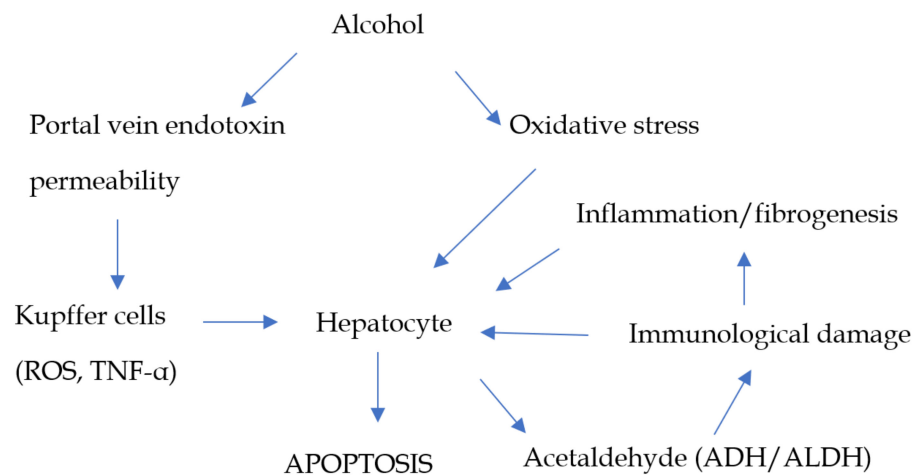 Alcohol
Portal vein endotoxin
permeability
Oxidative stress
Inflammation/fibrogenesis
Kupffer cells
(ROS, TNF-α)
Hepatocyte
Immunological damage
APOPTOSIS
Acetaldehyde (ADH/ALDH)